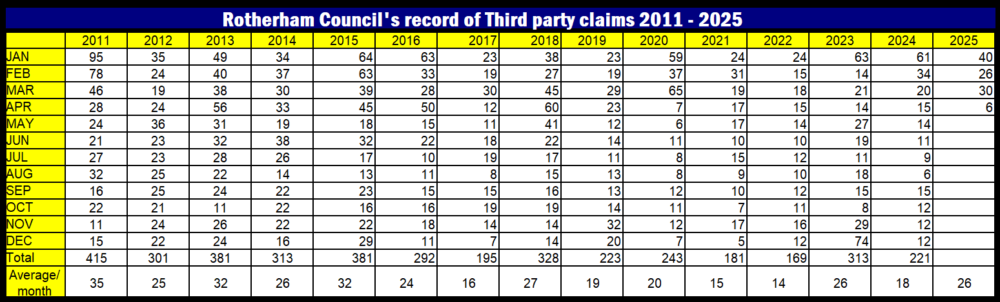 Rotherham Council's record of Third party claims 2011 - 2025
2011 2012 2013 2014 2015 2016 2017 2018 2019 2020 2021 2022 2023 2024 2025
JAN 95 35 49 34 64 63 23 38 23 59 24 24 63 61 40
FEB 78 24 40 37 63 33 19 27 19 37 31 15 14 34 26
MAR 46 19 38 30 39 28 30 45 29 65 19 18 21 20 30
APR 28 24 56 33 45 50 12 60 23 7 17 15 14 15 6
MAY 24 36 31 19 18 15 11 41 12 6 17 14 27 14
JUN 21 23 32 38 32 22 18 22 14 11 10 10 19 11
JUL 27 23 28 26 17 10 19 17 11 8 15 12 11 9
AUG 32 25 22 14 13 11 8 15 13 8 9 10 18 6
SEP 16 25 24 22 23 15 15 16 13 12 10 12 15 15
OCT 22 21 11 22 16 16 19 19 14 11 7 11 8 12
NOV 11 24 26 22 22 18 14 14 32 12 17 16 29 12
DEC 15 22 24 16 29 11 7 14 20 7 5 12 74 12
Total 415 301 381 313 381 292 195 328 223 243 181 169 313 221
Average/
month 35 25 32 26 32 24 16 27 19 20 15 14 26 18 26